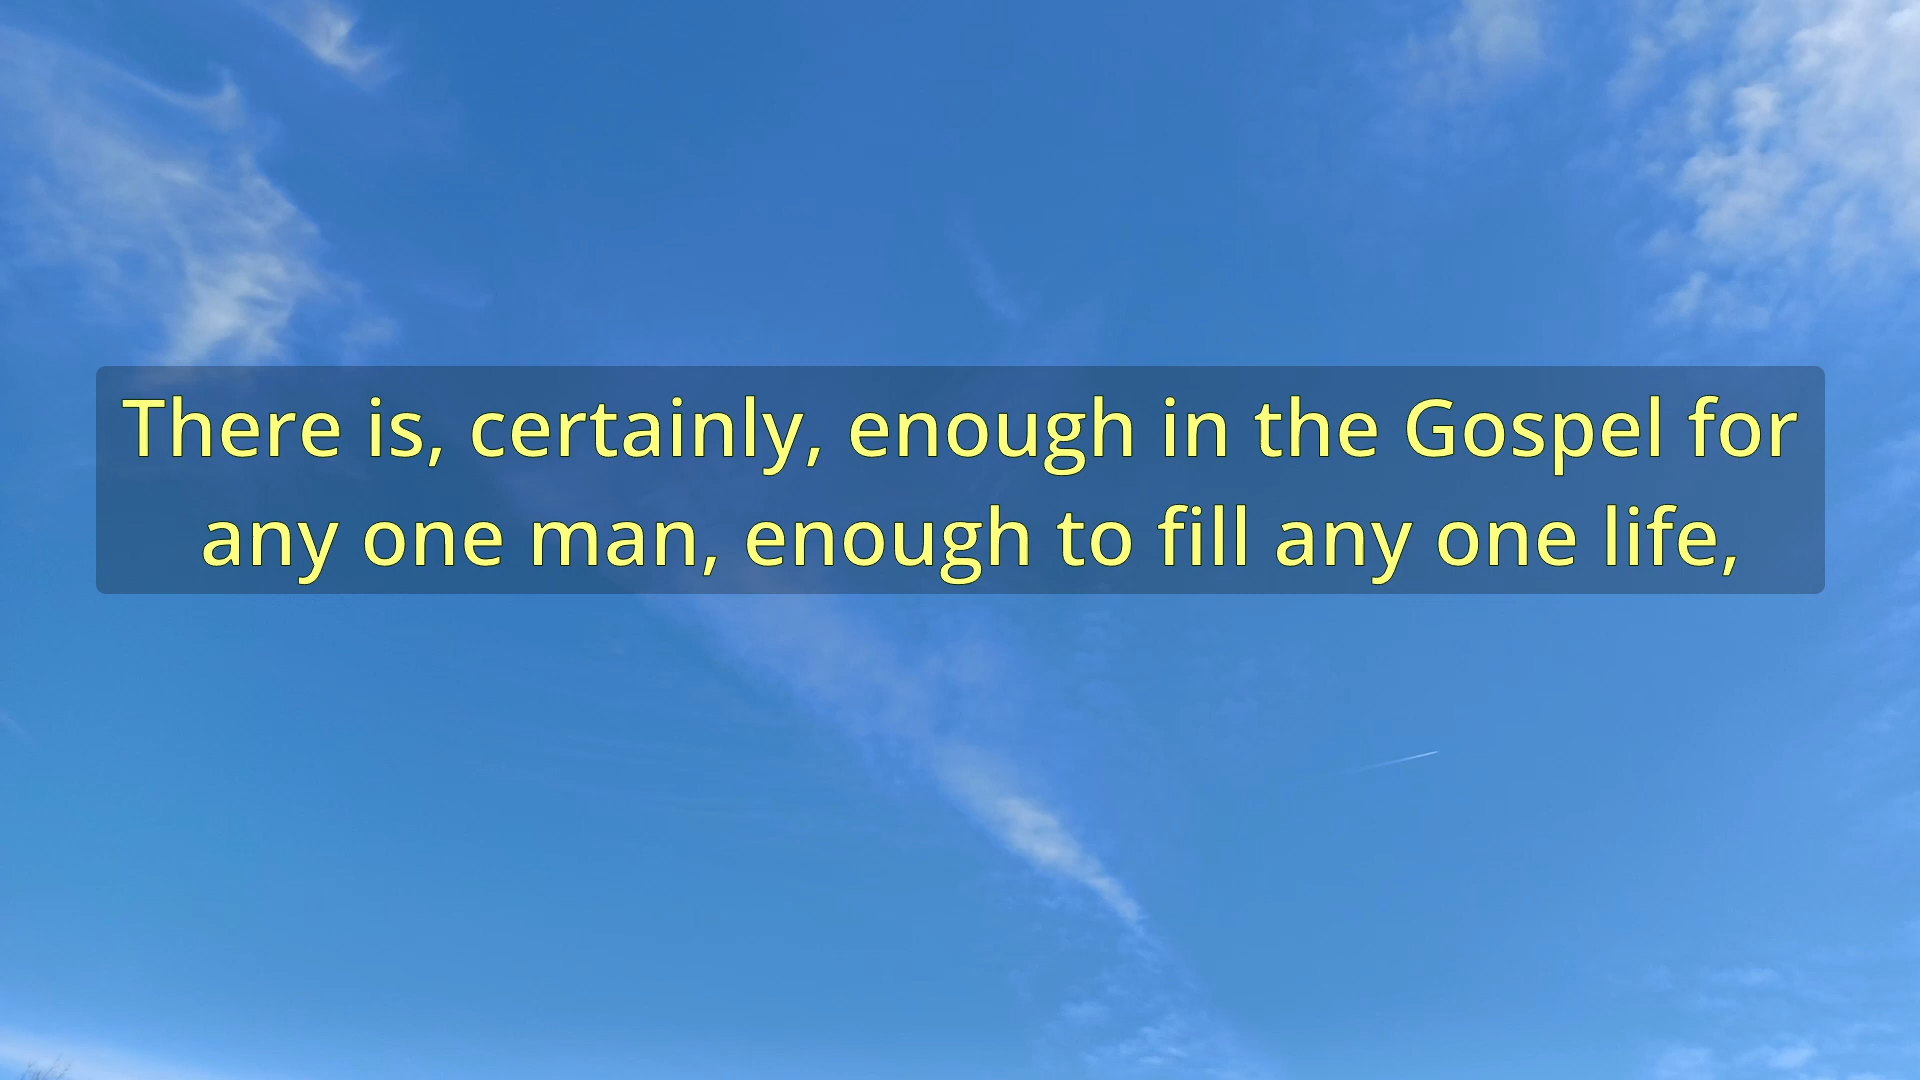 There is, certainly, enough in the Gospel for
any one man, enough to fill any one life,